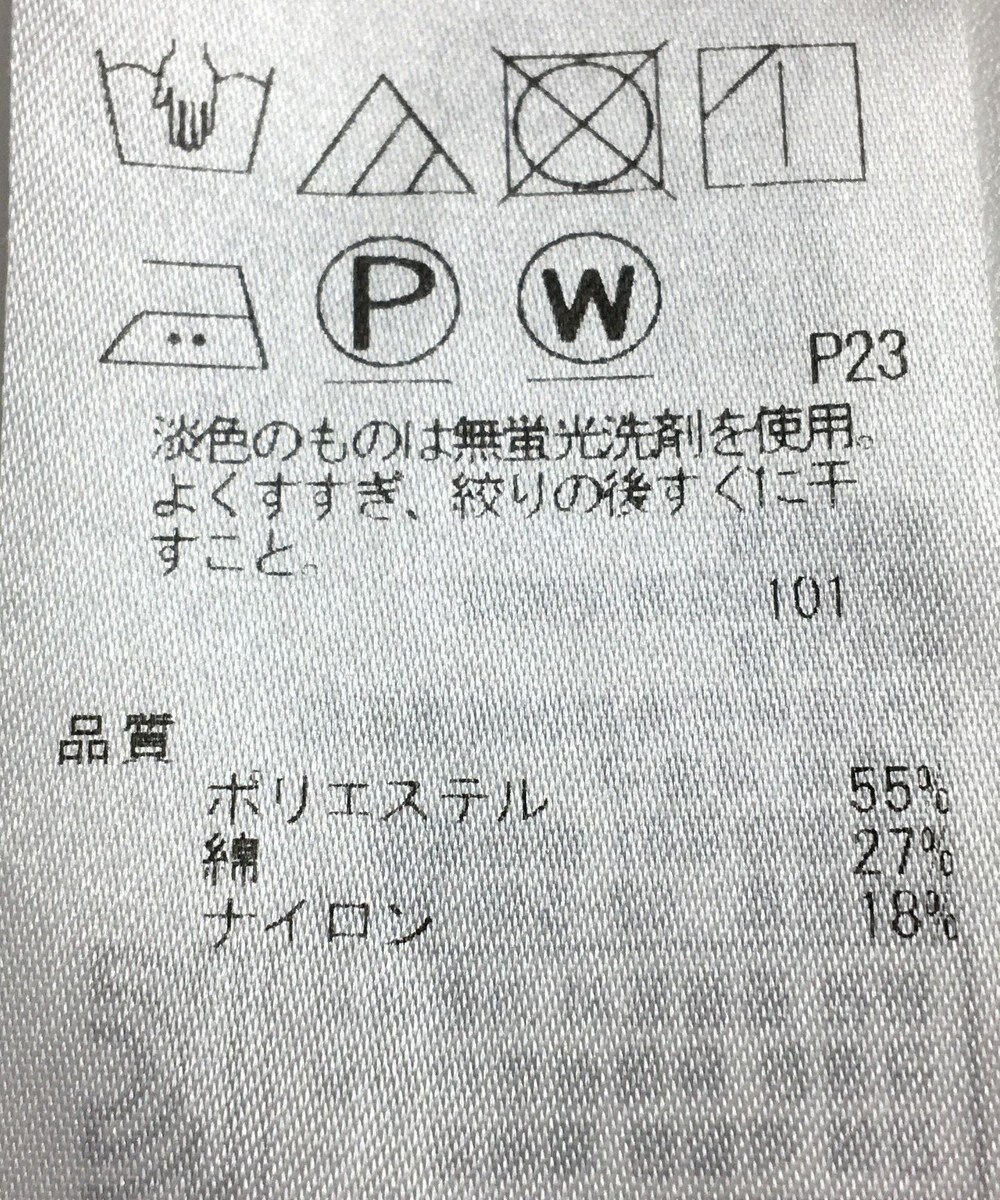 P W
P23
淡色のものは無蛍光洗剤を使用。
よくすすぎ、絞りの後すぐに干
すこと。
101
品質
ポリエステル 55%
綿 27%
ナイロン 18%